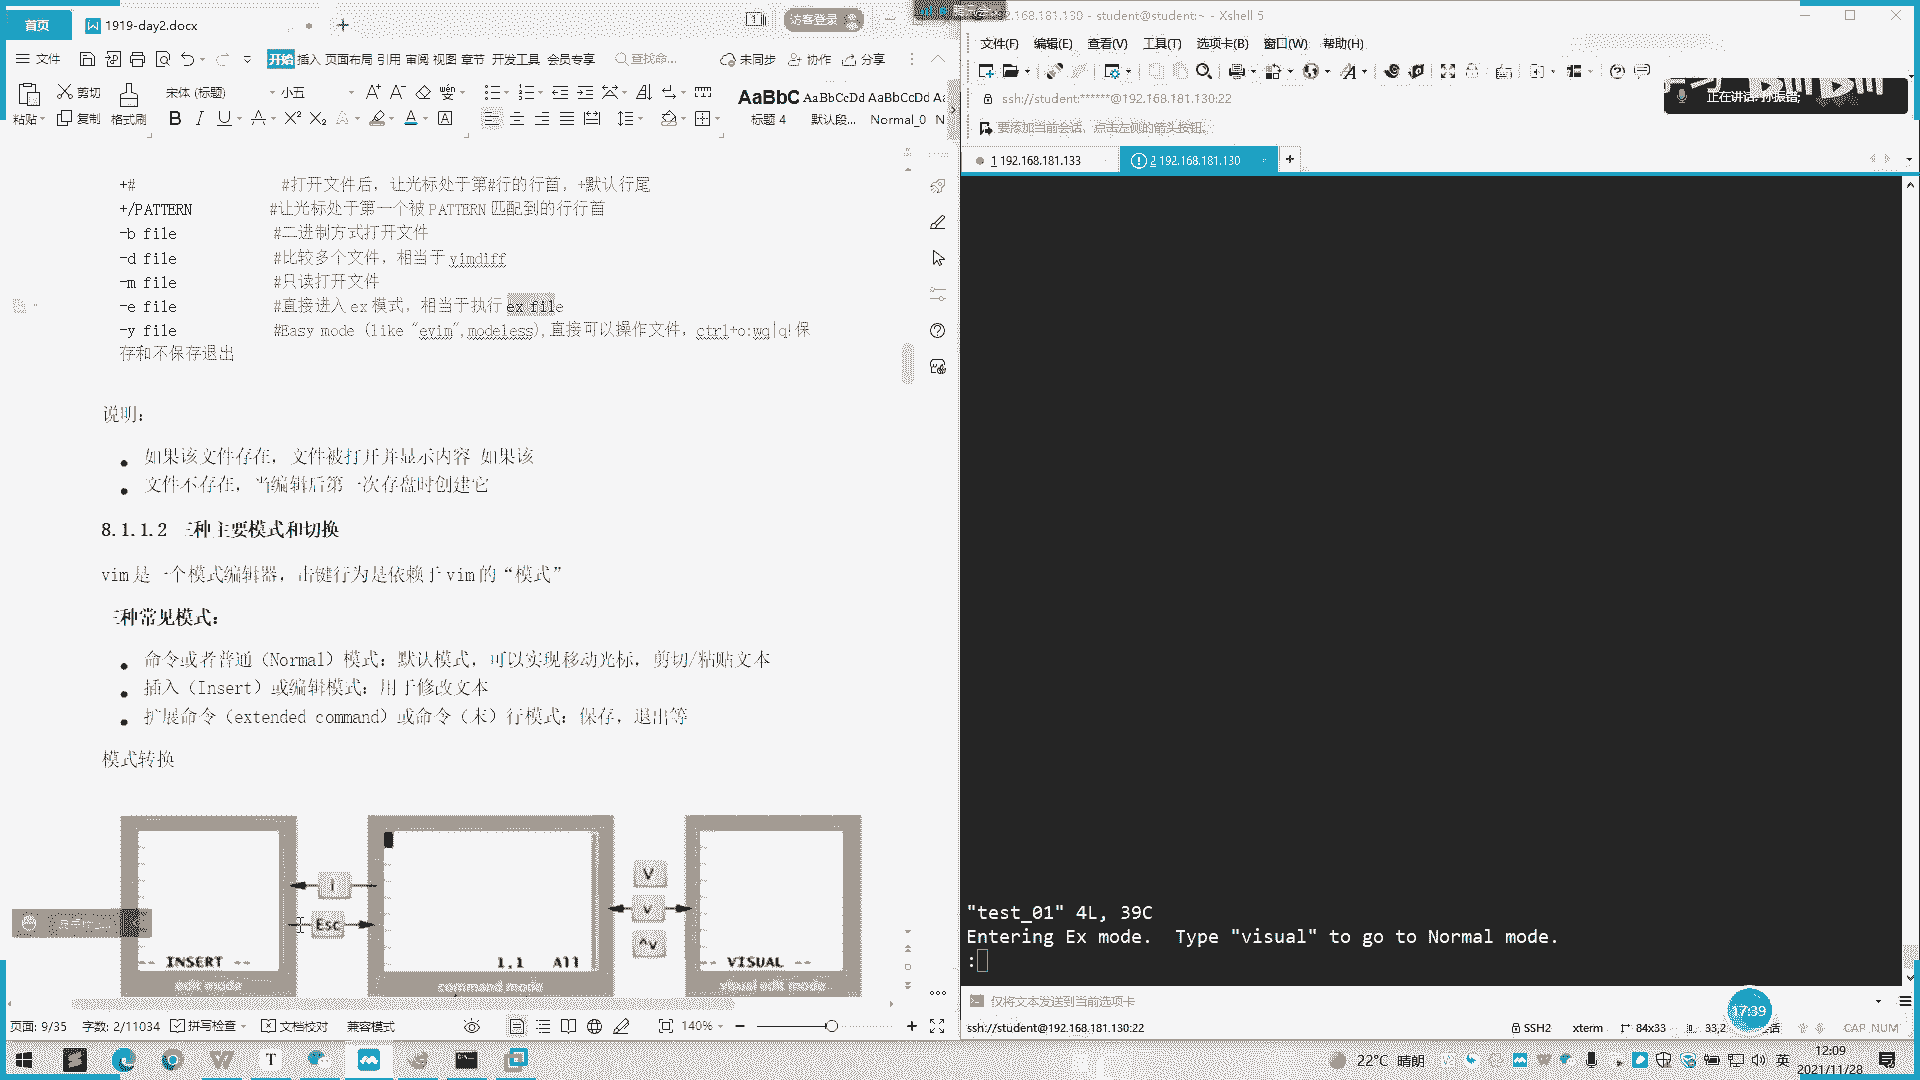 首页
1919-day2.docx
访客登录
文件
开始 插入 页面布局 引用 审阅 视图 章节 开发工具 会员专享
查找命...
未同步 协作 分享
粘贴 剪切 复制 格式刷
宋体 (标题) 小五
AaBbC AaBbCcDd AaBbCcDd
标题 4 默认段... Normal_0
+# #打开文件后，让光标处于第#行的行首，+默认行尾
+/PATTERN #让光标处于第一个被 PATTERN 匹配到的行行首
-b file #二进制方式打开文件
-d file #比较多个文件，相当于 vimdiff
-m file #只读打开文件
-e file #直接进入 ex 模式，相当于执行 ex file
-y file #Easy mode (like "evim",modeless),直接可以操作文件，ctrl+o:wq|q!保
存和不保存退出
说明：
如果该文件存在，文件被打开并显示内容 如果该
文件不存在，当编辑后第一次存盘时创建它
8.1.1.2 三种主要模式和切换
vim 是一个模式编辑器，击键行为是依赖于 vim 的“模式”
三种常见模式：
命令或者普通（Normal）模式：默认模式，可以实现移动光标，剪切/粘贴文本
插入（Insert）或编辑模式：用于修改文本
扩展命令（extended command）或命令（末）行模式：保存，退出等
模式转换
i
Esc
V
v
^v
-- INSERT --
edit mode
1,1 All
command mode
-- VISUAL --
visual edit mode
页面: 9/35 字数: 2/11034 拼写检查 文档校对 兼容模式
140%
192.168.181.130 - student@student:~ - Xshell 5
文件(F) 编辑(E) 查看(V) 工具(T) 选项卡(B) 窗口(W) 帮助(H)
ssh://student:******@192.168.181.130:22
要添加当前会话，点击左侧的箭头按钮。
正在讲话:
1 192.168.181.133
2 192.168.181.130
"test_01" 4L, 39C
Entering Ex mode.  Type "visual" to go to Normal mode.
:
仅将文本发送到当前选项卡
17:39
ssh://student@192.168.181.130:22
SSH2 xterm 84x33 33,2 CAP NUM
22°C 晴朗
英
12:09
2021/11/28